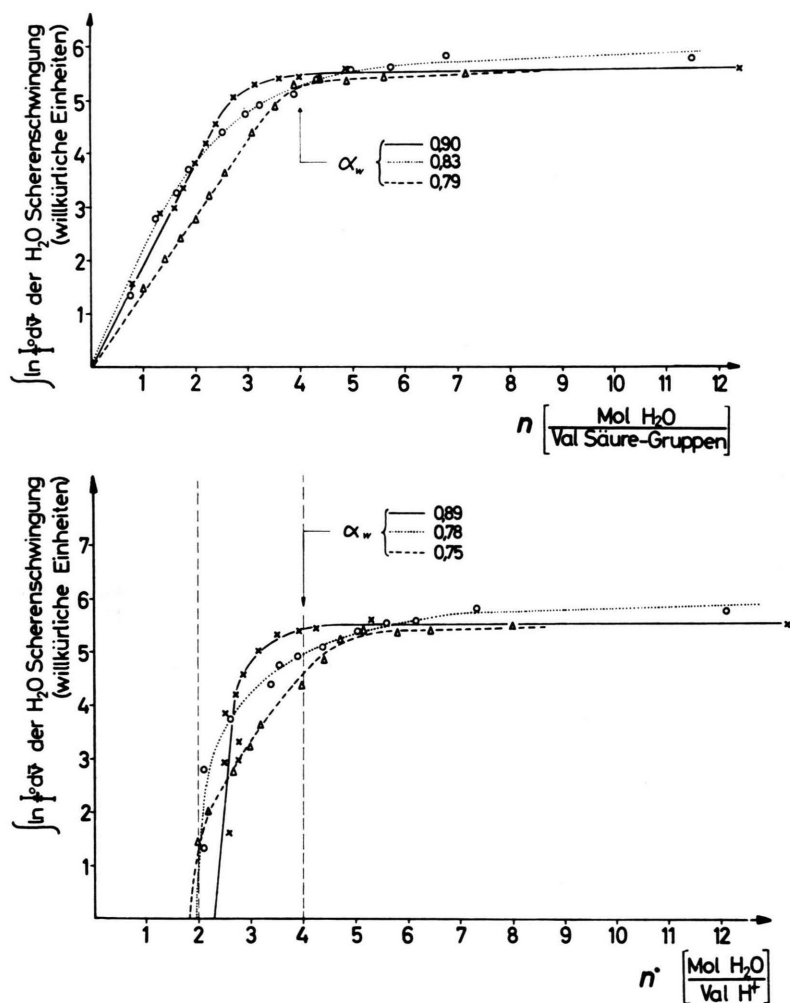 ∫ln I₀/I dν̃ der H₂O Scherenschwingung
(willkürliche Einheiten)
6
5
4
3
2
1
αw
0,90
0,83
0,79
1 2 3 4 5 6 7 8 9 10 11 12
n [Mol H₂O / Val Säure-Gruppen]
∫ln I₀/I dν̃ der H₂O Scherenschwingung
(willkürliche Einheiten)
7
6
5
4
3
2
1
αw
0,89
0,78
0,75
1 2 3 4 5 6 7 8 9 10 11 12
n* [Mol H₂O / Val H⁺]